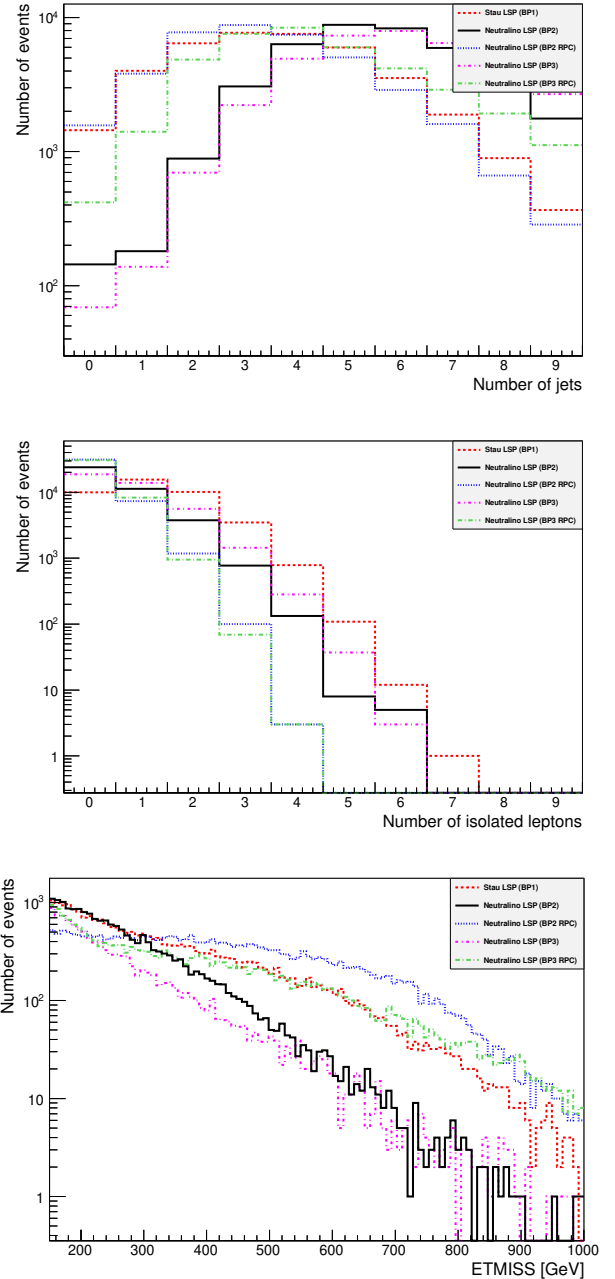 Number of events
10⁴
10³
10²
Stau LSP (BP1)
Neutralino LSP (BP2)
Neutralino LSP (BP2 RPC)
Neutralino LSP (BP3)
Neutralino LSP (BP3 RPC)
0 1 2 3 4 5 6 7 8 9
Number of jets
Number of events
10⁴
10³
10²
10
1
Stau LSP (BP1)
Neutralino LSP (BP2)
Neutralino LSP (BP2 RPC)
Neutralino LSP (BP3)
Neutralino LSP (BP3 RPC)
0 1 2 3 4 5 6 7 8 9
Number of isolated leptons
Number of events
10³
10²
10
1
Stau LSP (BP1)
Neutralino LSP (BP2)
Neutralino LSP (BP2 RPC)
Neutralino LSP (BP3)
Neutralino LSP (BP3 RPC)
200 300 400 500 600 700 800 900 1000
ETMISS [GeV]